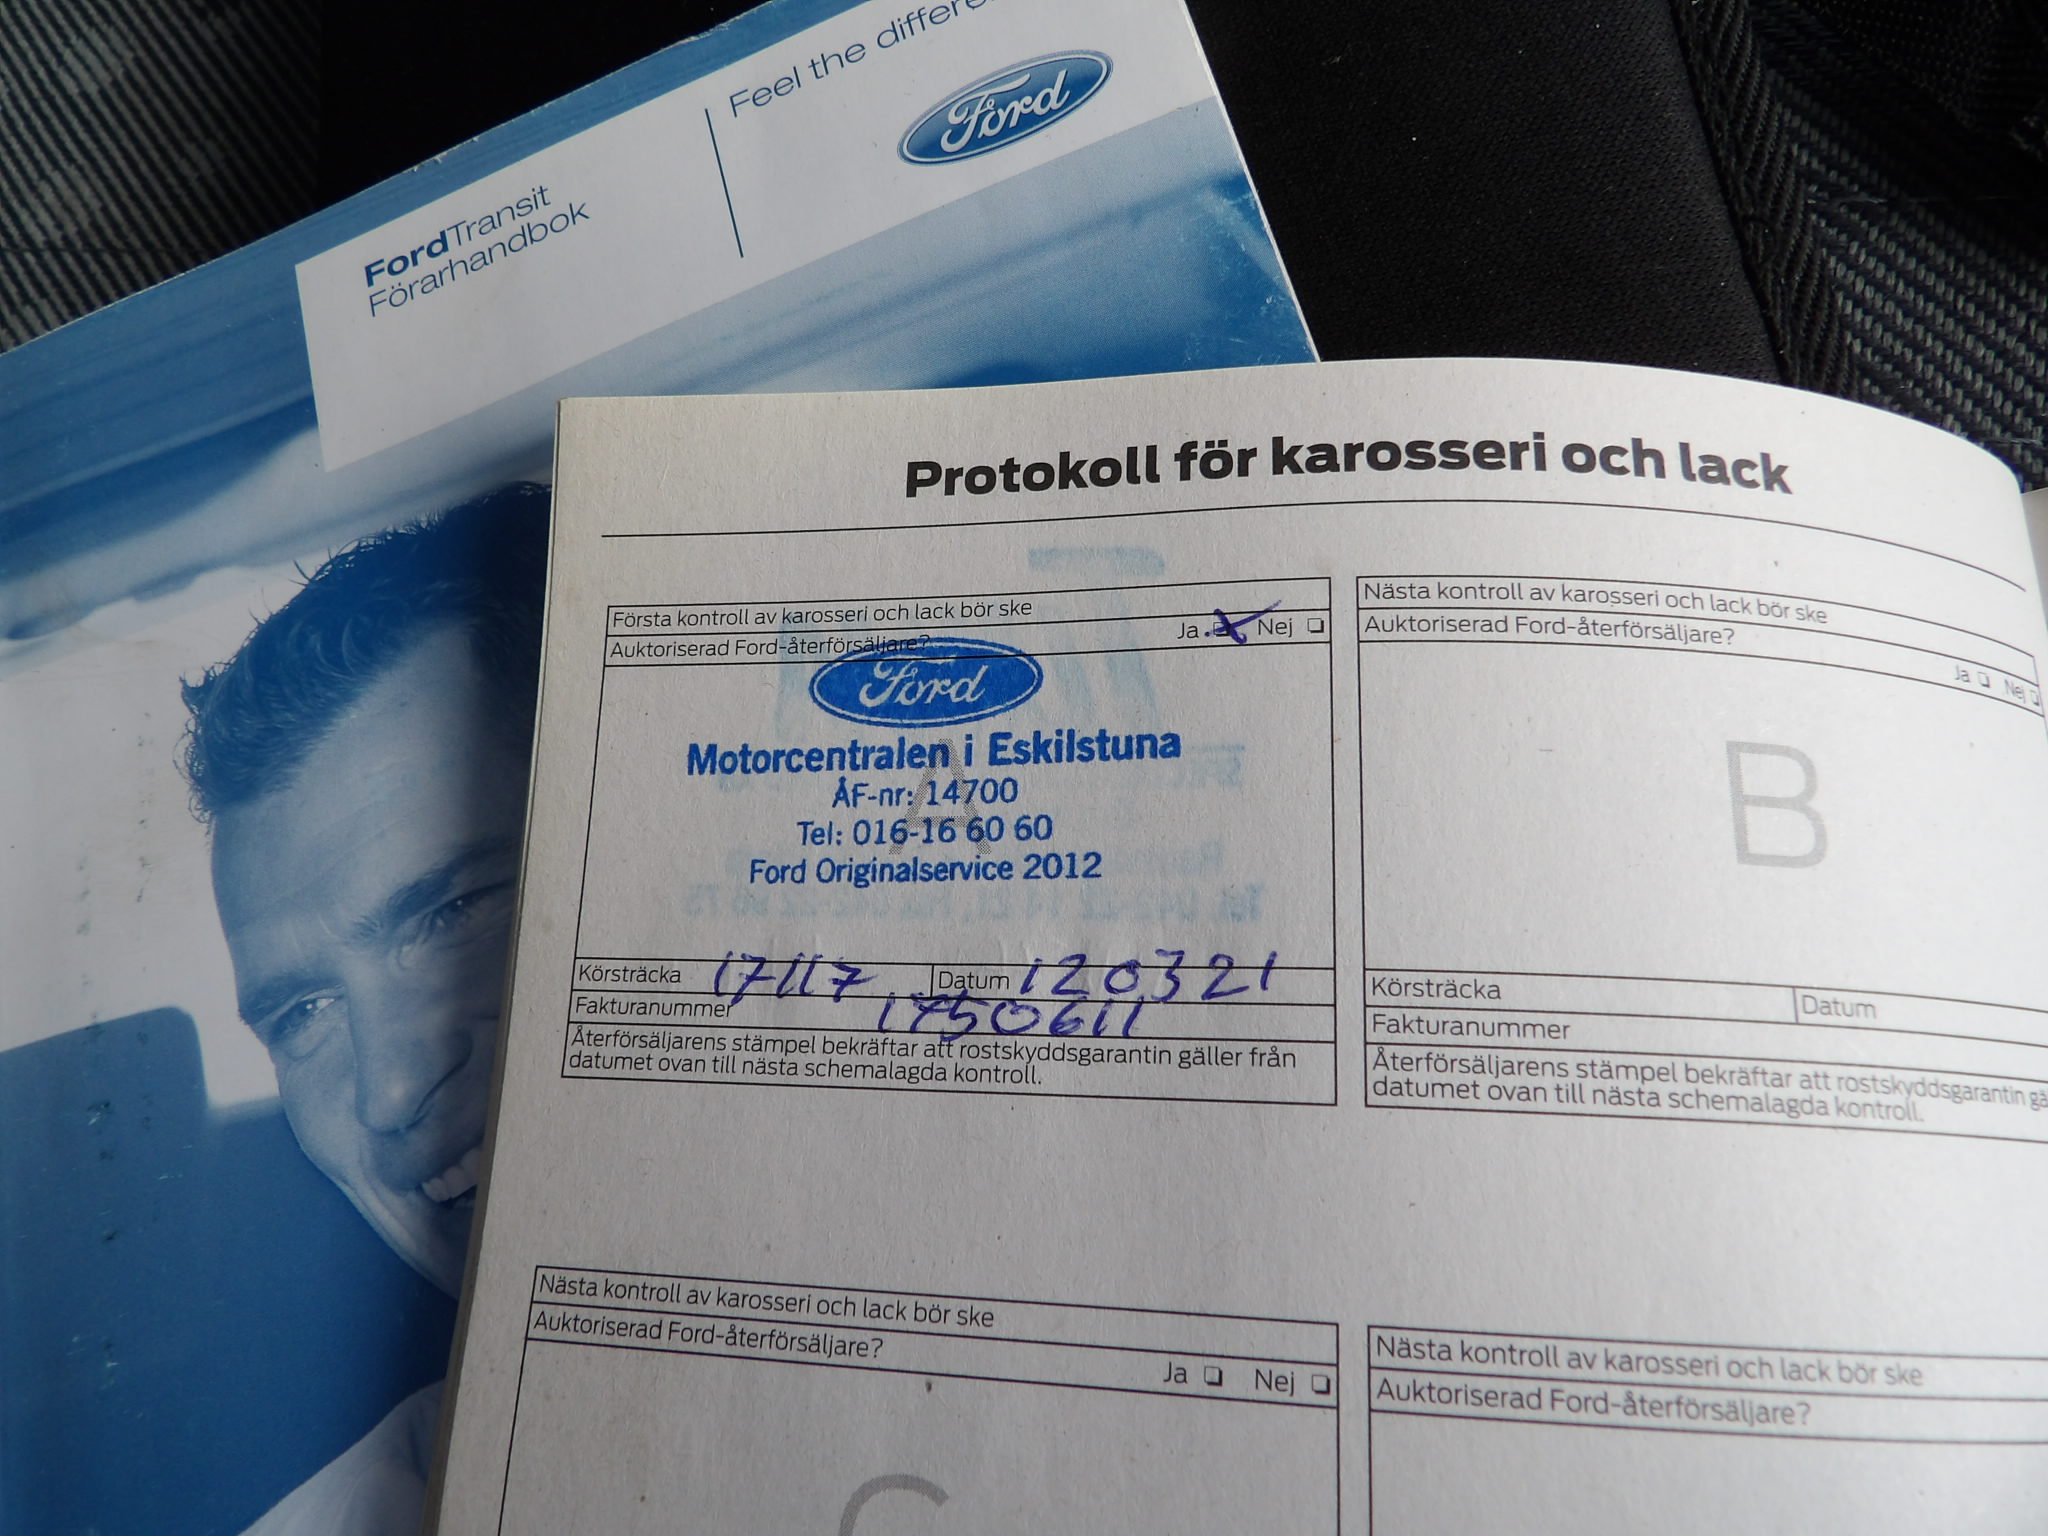 Feel the differe
Ford
FordTransit
Förarhandbok
Protokoll för karosseri och lack
Första kontroll av karosseri och lack bör ske
Auktoriserad Ford-återförsäljare?
Ja Nej
Ford
Motorcentralen i Eskilstuna
ÅF-nr: 14700
Tel: 016-16 60 60
Ford Originalservice 2012
A
Körsträcka 17117 Datum 120321
Fakturanummer 1750611
Återförsäljarens stämpel bekräftar att rostskyddsgarantin gäller från
datumet ovan till nästa schemalagda kontroll.
Nästa kontroll av karosseri och lack bör ske
Auktoriserad Ford-återförsäljare?
Ja Nej
B
Körsträcka Datum
Fakturanummer
Återförsäljarens stämpel bekräftar att rostskyddsgarantin gä
datumet ovan till nästa schemalagda kontroll.
Nästa kontroll av karosseri och lack bör ske
Auktoriserad Ford-återförsäljare?
Ja Nej
C
Nästa kontroll av karosseri och lack bör ske
Auktoriserad Ford-återförsäljare?